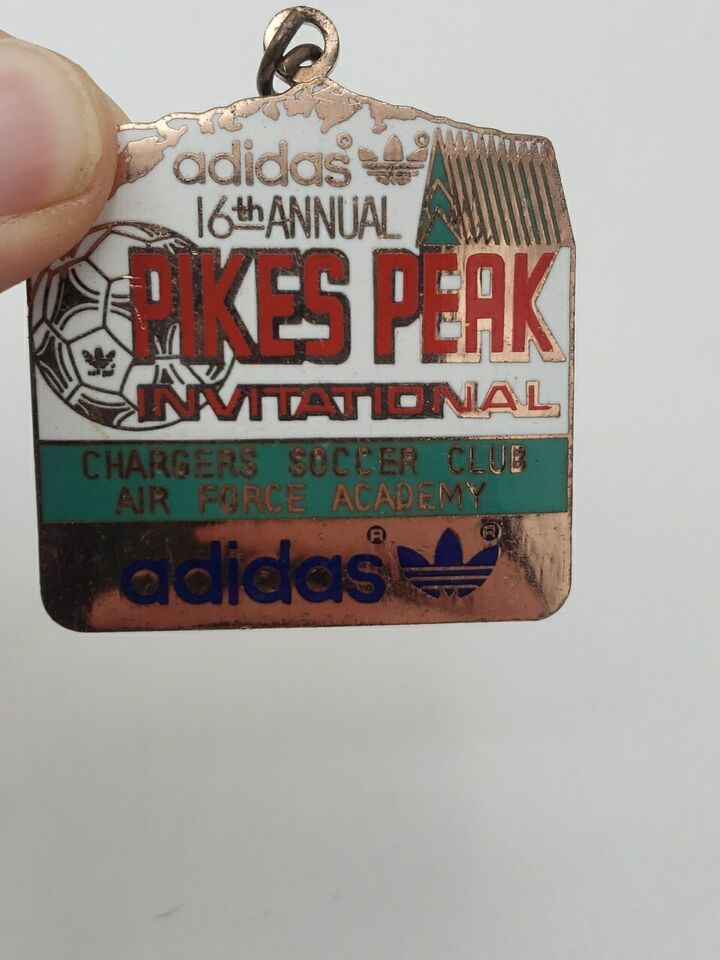 adidas
16th ANNUAL
PIKES PEAK
INVITATIONAL
CHARGERS SOCCER CLUB
AIR FORCE ACADEMY
adidas® ®